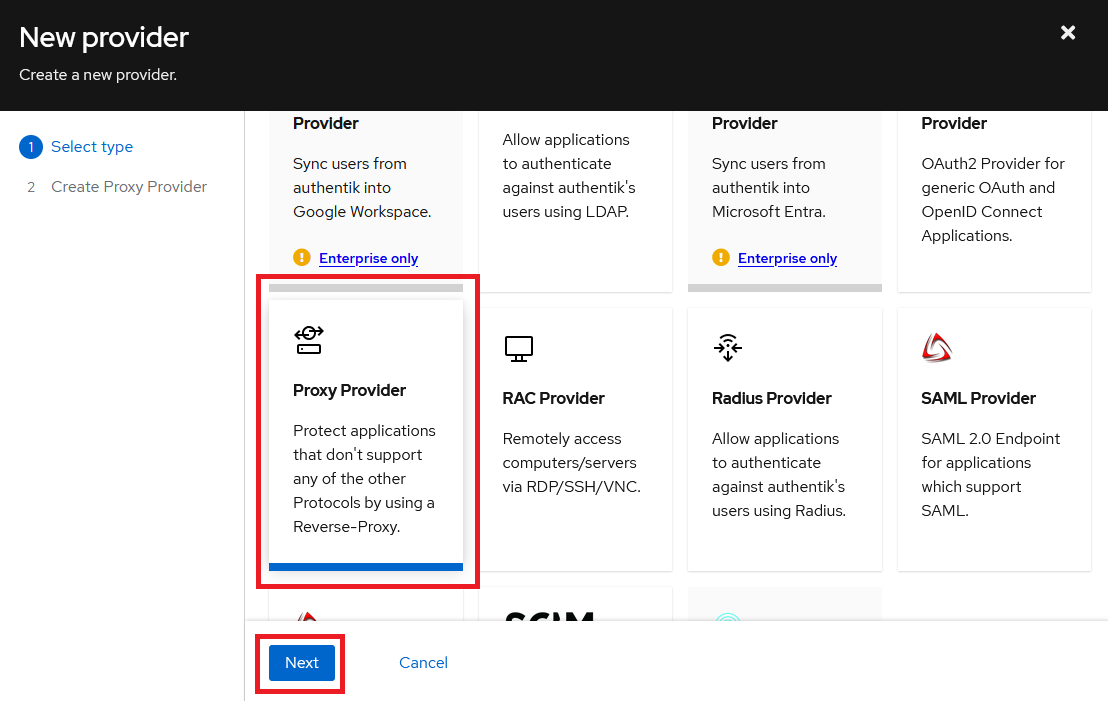 New provider
Create a new provider.
1 Select type
2 Create Proxy Provider
Provider
Sync users from
authentik into
Google Workspace.
Enterprise only
Allow applications
to authenticate
against authentik's
users using LDAP.
Provider
Sync users from
authentik into
Microsoft Entra.
Enterprise only
Provider
OAuth2 Provider for
generic OAuth and
OpenID Connect
Applications.
Proxy Provider
Protect applications
that don't support
any of the other
Protocols by using a
Reverse-Proxy.
RAC Provider
Remotely access
computers/servers
via RDP/SSH/VNC.
Radius Provider
Allow applications
to authenticate
against authentik's
users using Radius.
SAML Provider
SAML 2.0 Endpoint
for applications
which support
SAML.
Next
Cancel